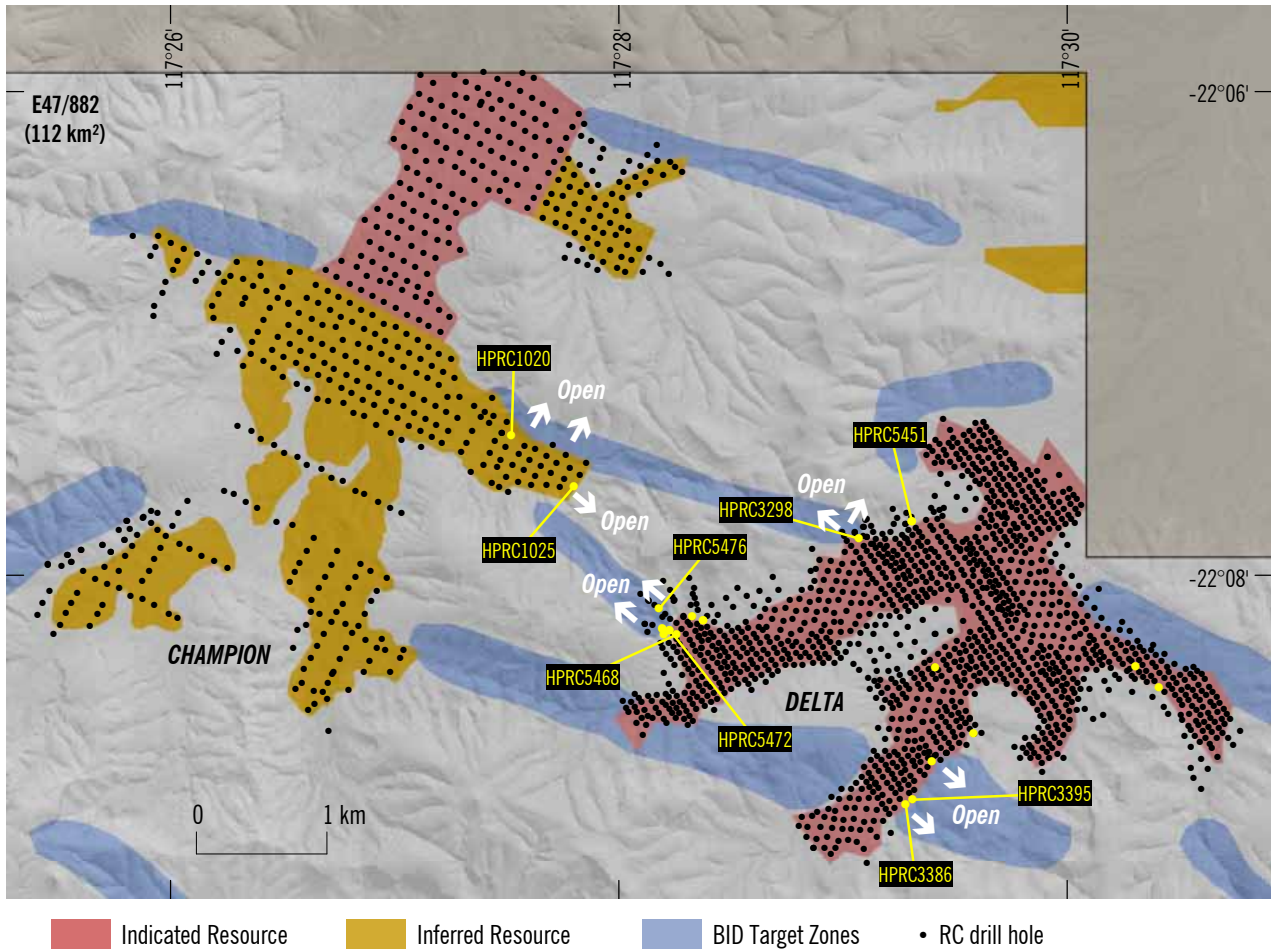 117°26'
117°28'
117°30'
E47/882
(112 km²)
-22°06'
HPRC1020
Open
HPRC5451
Open
HPRC3298
Open
HPRC1025
HPRC5476
-22°08'
Open
CHAMPION
HPRC5468
DELTA
HPRC5472
HPRC3395
Open
0 1 km
HPRC3386
Indicated Resource
Inferred Resource
BID Target Zones
RC drill hole